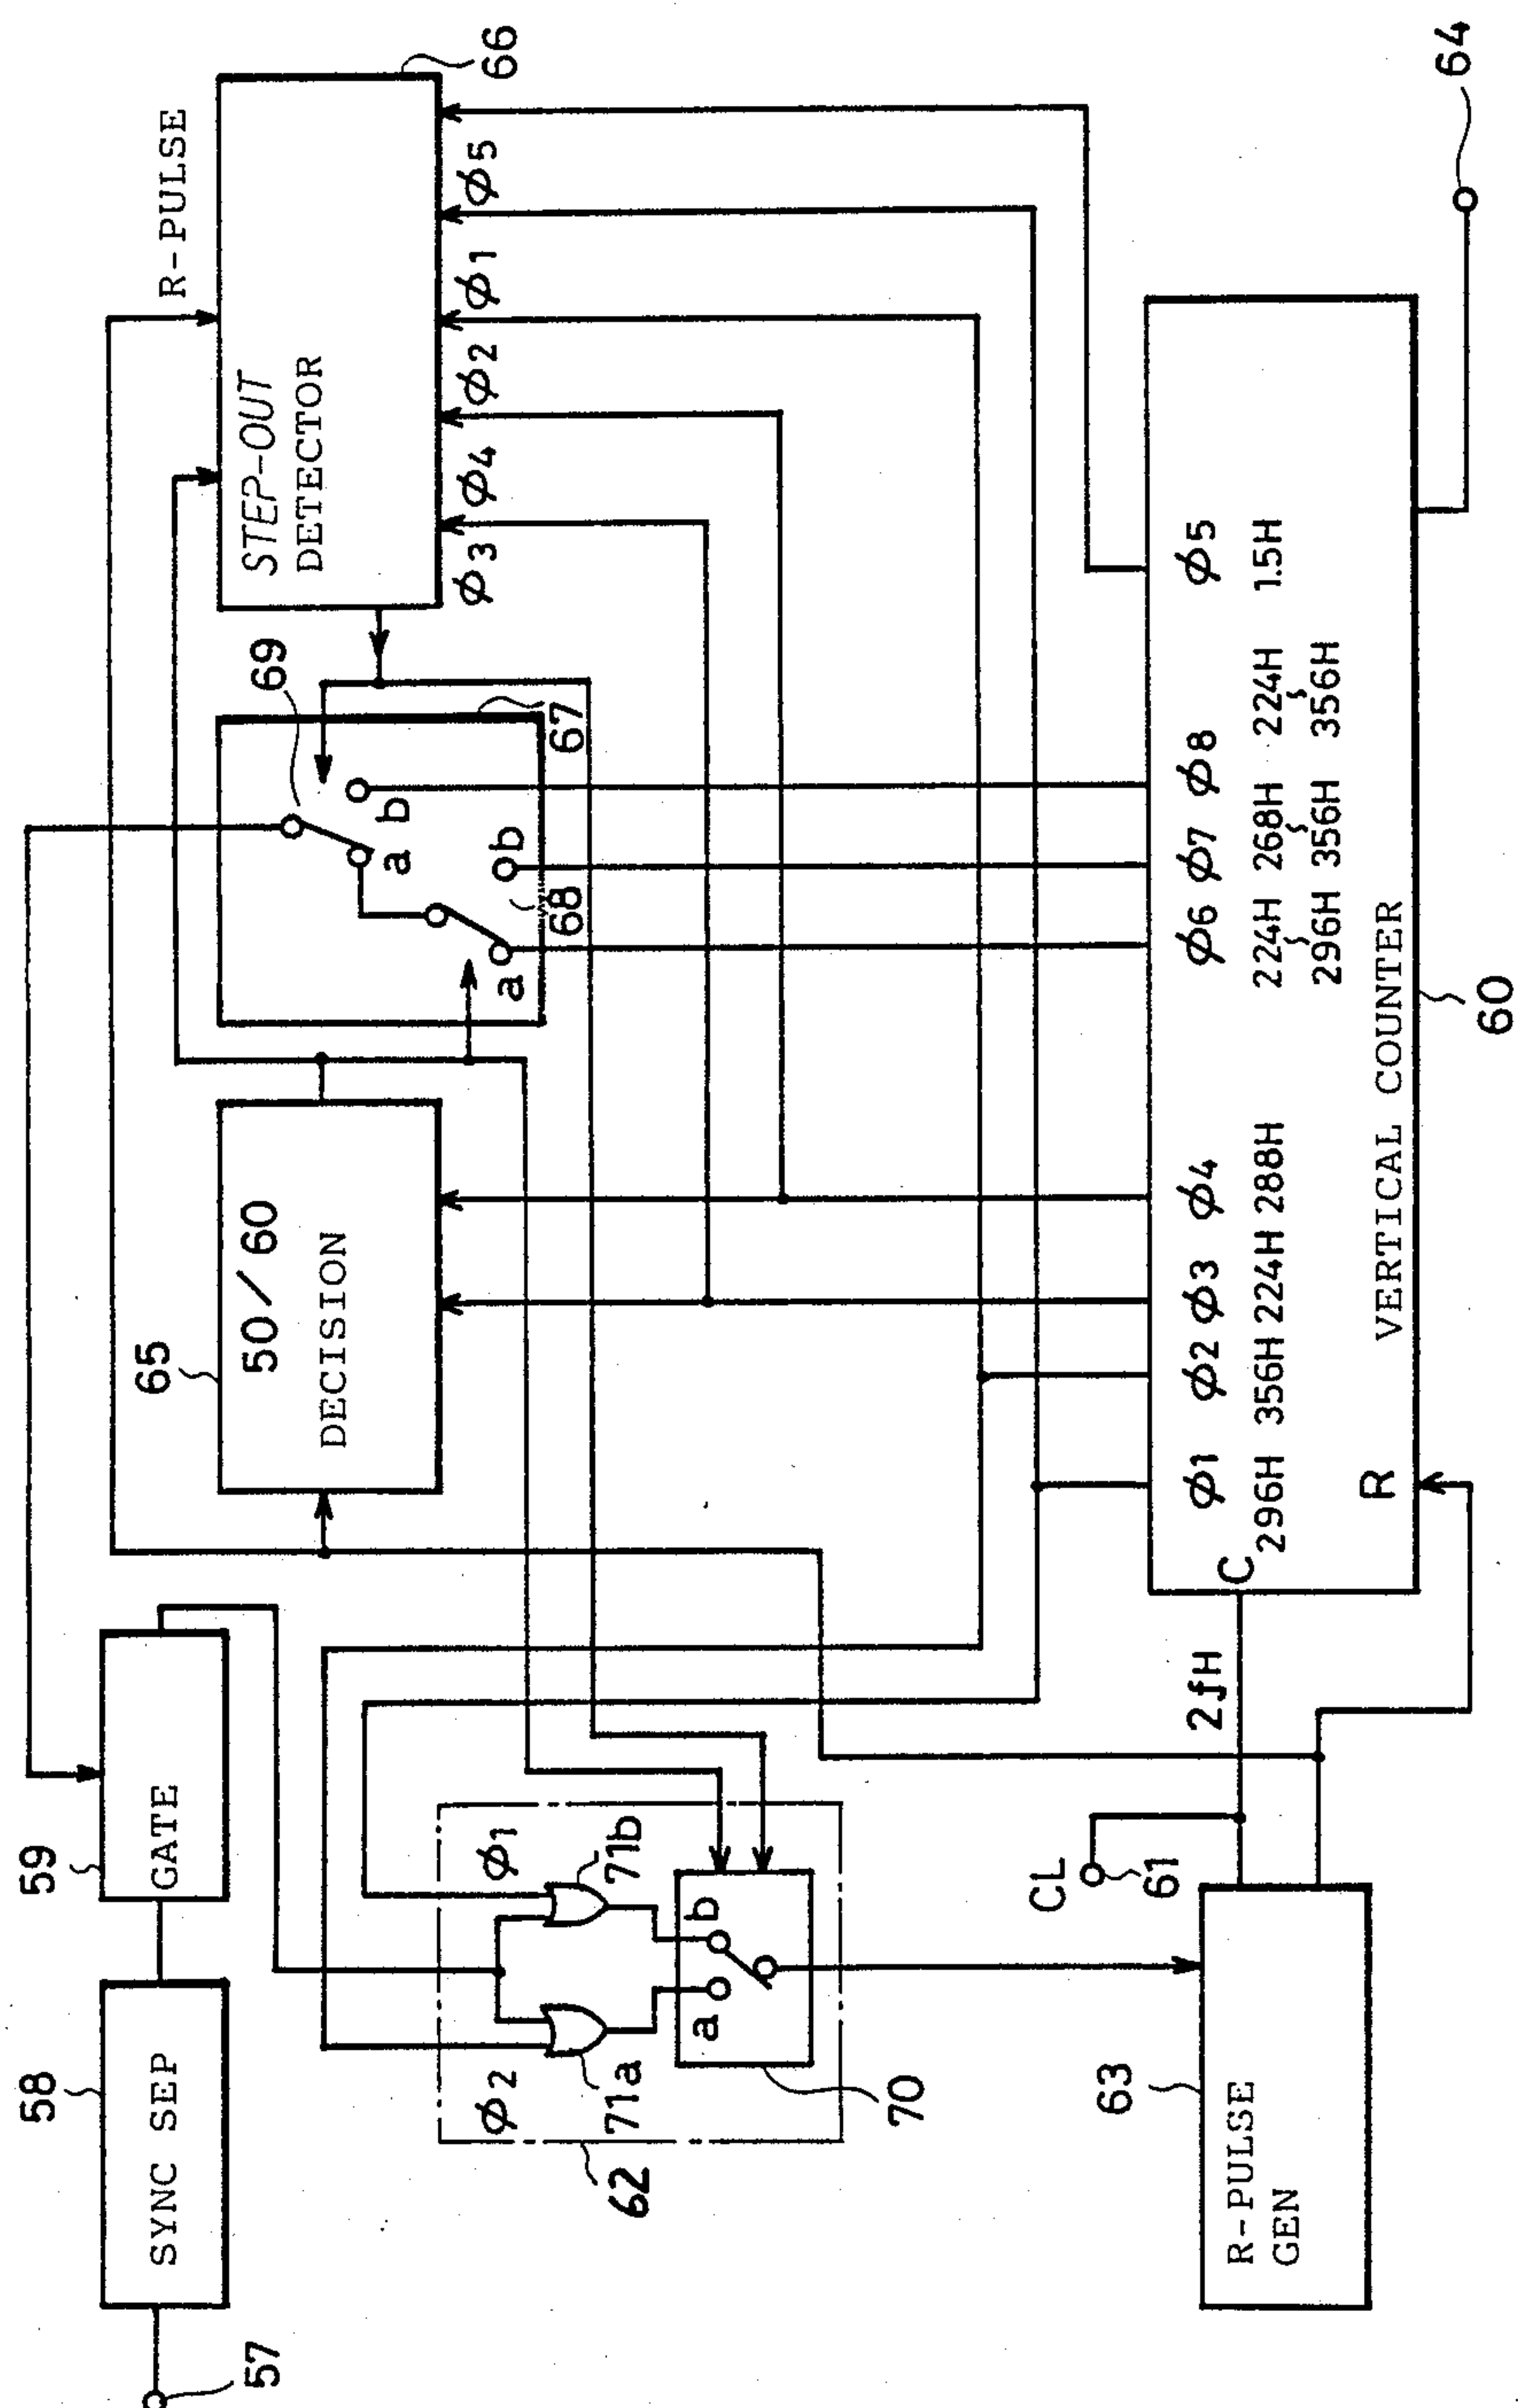 57
58
SYNC SEP
59
GATE
62
φ2
φ1
71a
71b
a
b
70
63
R-PULSE
GEN
CL
61
2fH
65
50/60
DECISION
67
68
69
a
b
a
b
66
STEP-OUT
DETECTOR
R-PULSE
φ3
φ4
φ2
φ1
φ5
C
R
φ1 φ2 φ3 φ4 φ6 φ7 φ8 φ5
296H 356H 224H 288H 224H 268H 224H 1.5H
296H 356H 356H
VERTICAL COUNTER
60
64